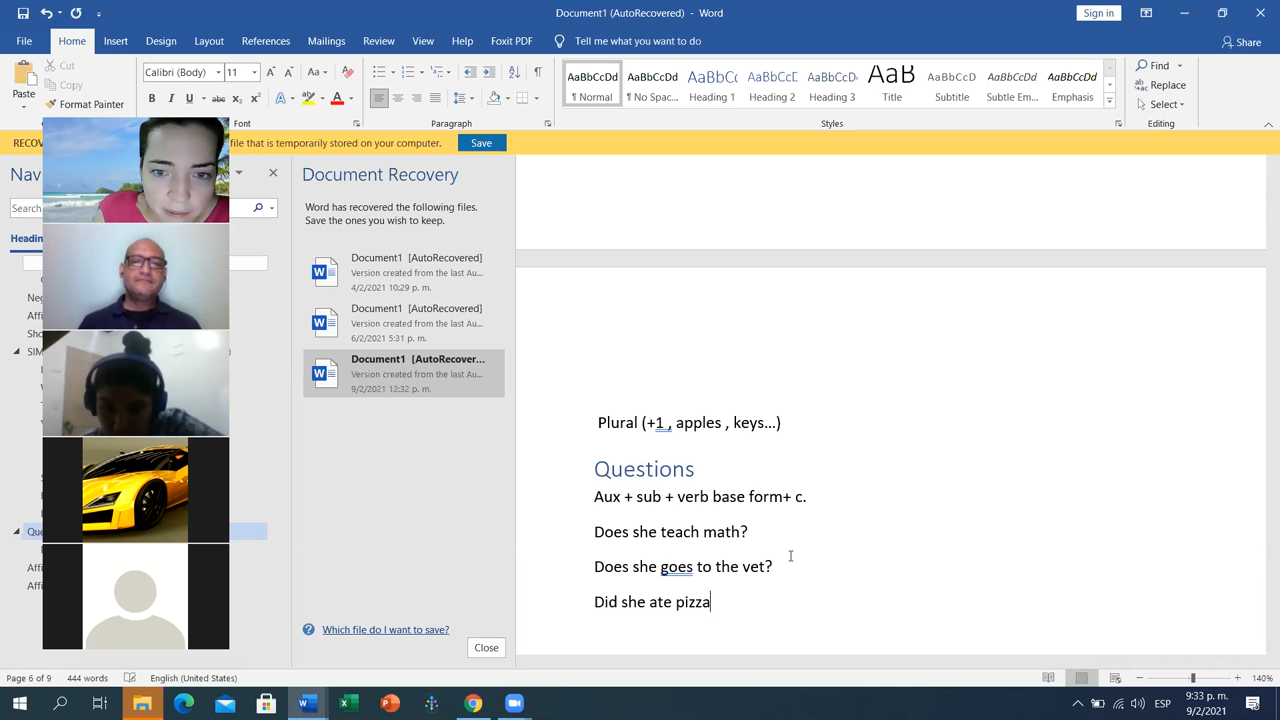 Document1 [AutoRecovered] - Word
Sign in
File Home Insert Design Layout References Mailings Review View Help Foxit PDF Tell me what you want to do Share
Paste
Cut
Copy
Format Painter
Calibri (Body) 11
Font
Paragraph
AaBbCcDd ¶ Normal
AaBbCcDd ¶ No Spac...
AaBbCc Heading 1
AaBbCcD Heading 2
AaBbCcD Heading 3
AaB Title
AaBbCcDd Subtitle
AaBbCcDd Subtle Em...
AaBbCcDd Emphasis
Styles
Find
Replace
Select
Editing
file that is temporarily stored on your computer. Save
Nav
Search
Document Recovery
Word has recovered the following files.
Save the ones you wish to keep.
Document1 [AutoRecovered]
Version created from the last Au...
4/2/2021 10:29 p. m.
Document1 [AutoRecovered]
Version created from the last Au...
6/2/2021 5:31 p. m.
Document1 [AutoRecover...
Version created from the last Au...
9/2/2021 12:32 p. m.
Which file do I want to save?
Close
Plural (+1 , apples , keys...)
Questions
Aux + sub + verb base form+ c.
Does she teach math?
Does she goes to the vet?
Did she ate pizza
Page 6 of 9 444 words English (United States) 140%
ESP
9:33 p. m.
9/2/2021